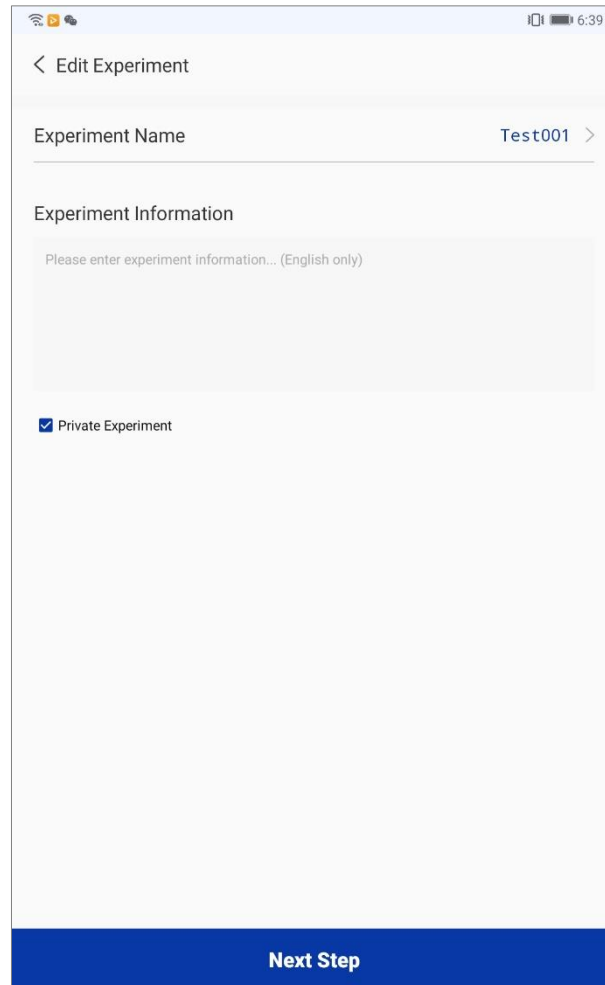 6:39
Edit Experiment
Experiment Name Test001
Experiment Information
Please enter experiment information... (English only)
Private Experiment
Next Step